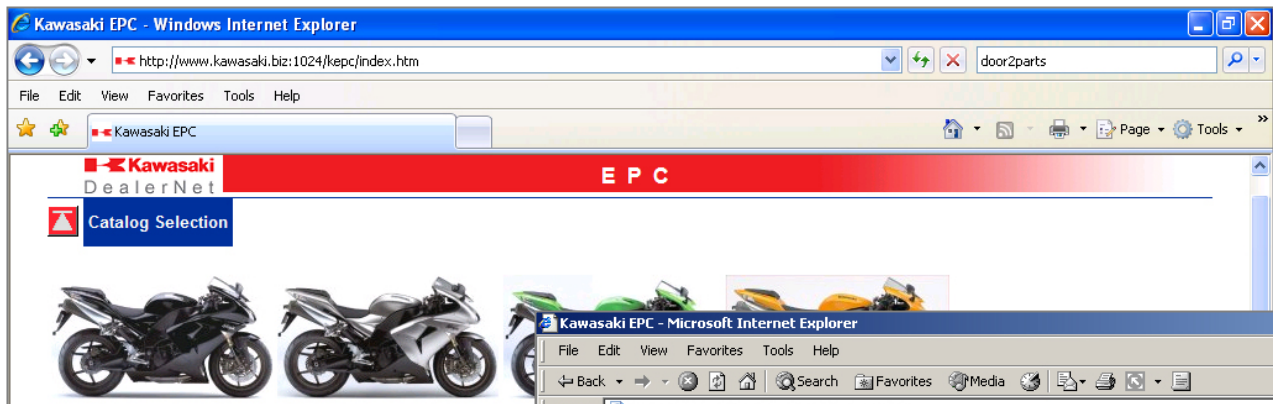 Kawasaki EPC - Windows Internet Explorer
http://www.kawasaki.biz:1024/kepc/index.htm door2parts
File Edit View Favorites Tools Help
Kawasaki EPC Page Tools »
Kawasaki EPC
DealerNet
Catalog Selection
Kawasaki EPC - Microsoft Internet Explorer
File Edit View Favorites Tools Help
Back Search Favorites Media